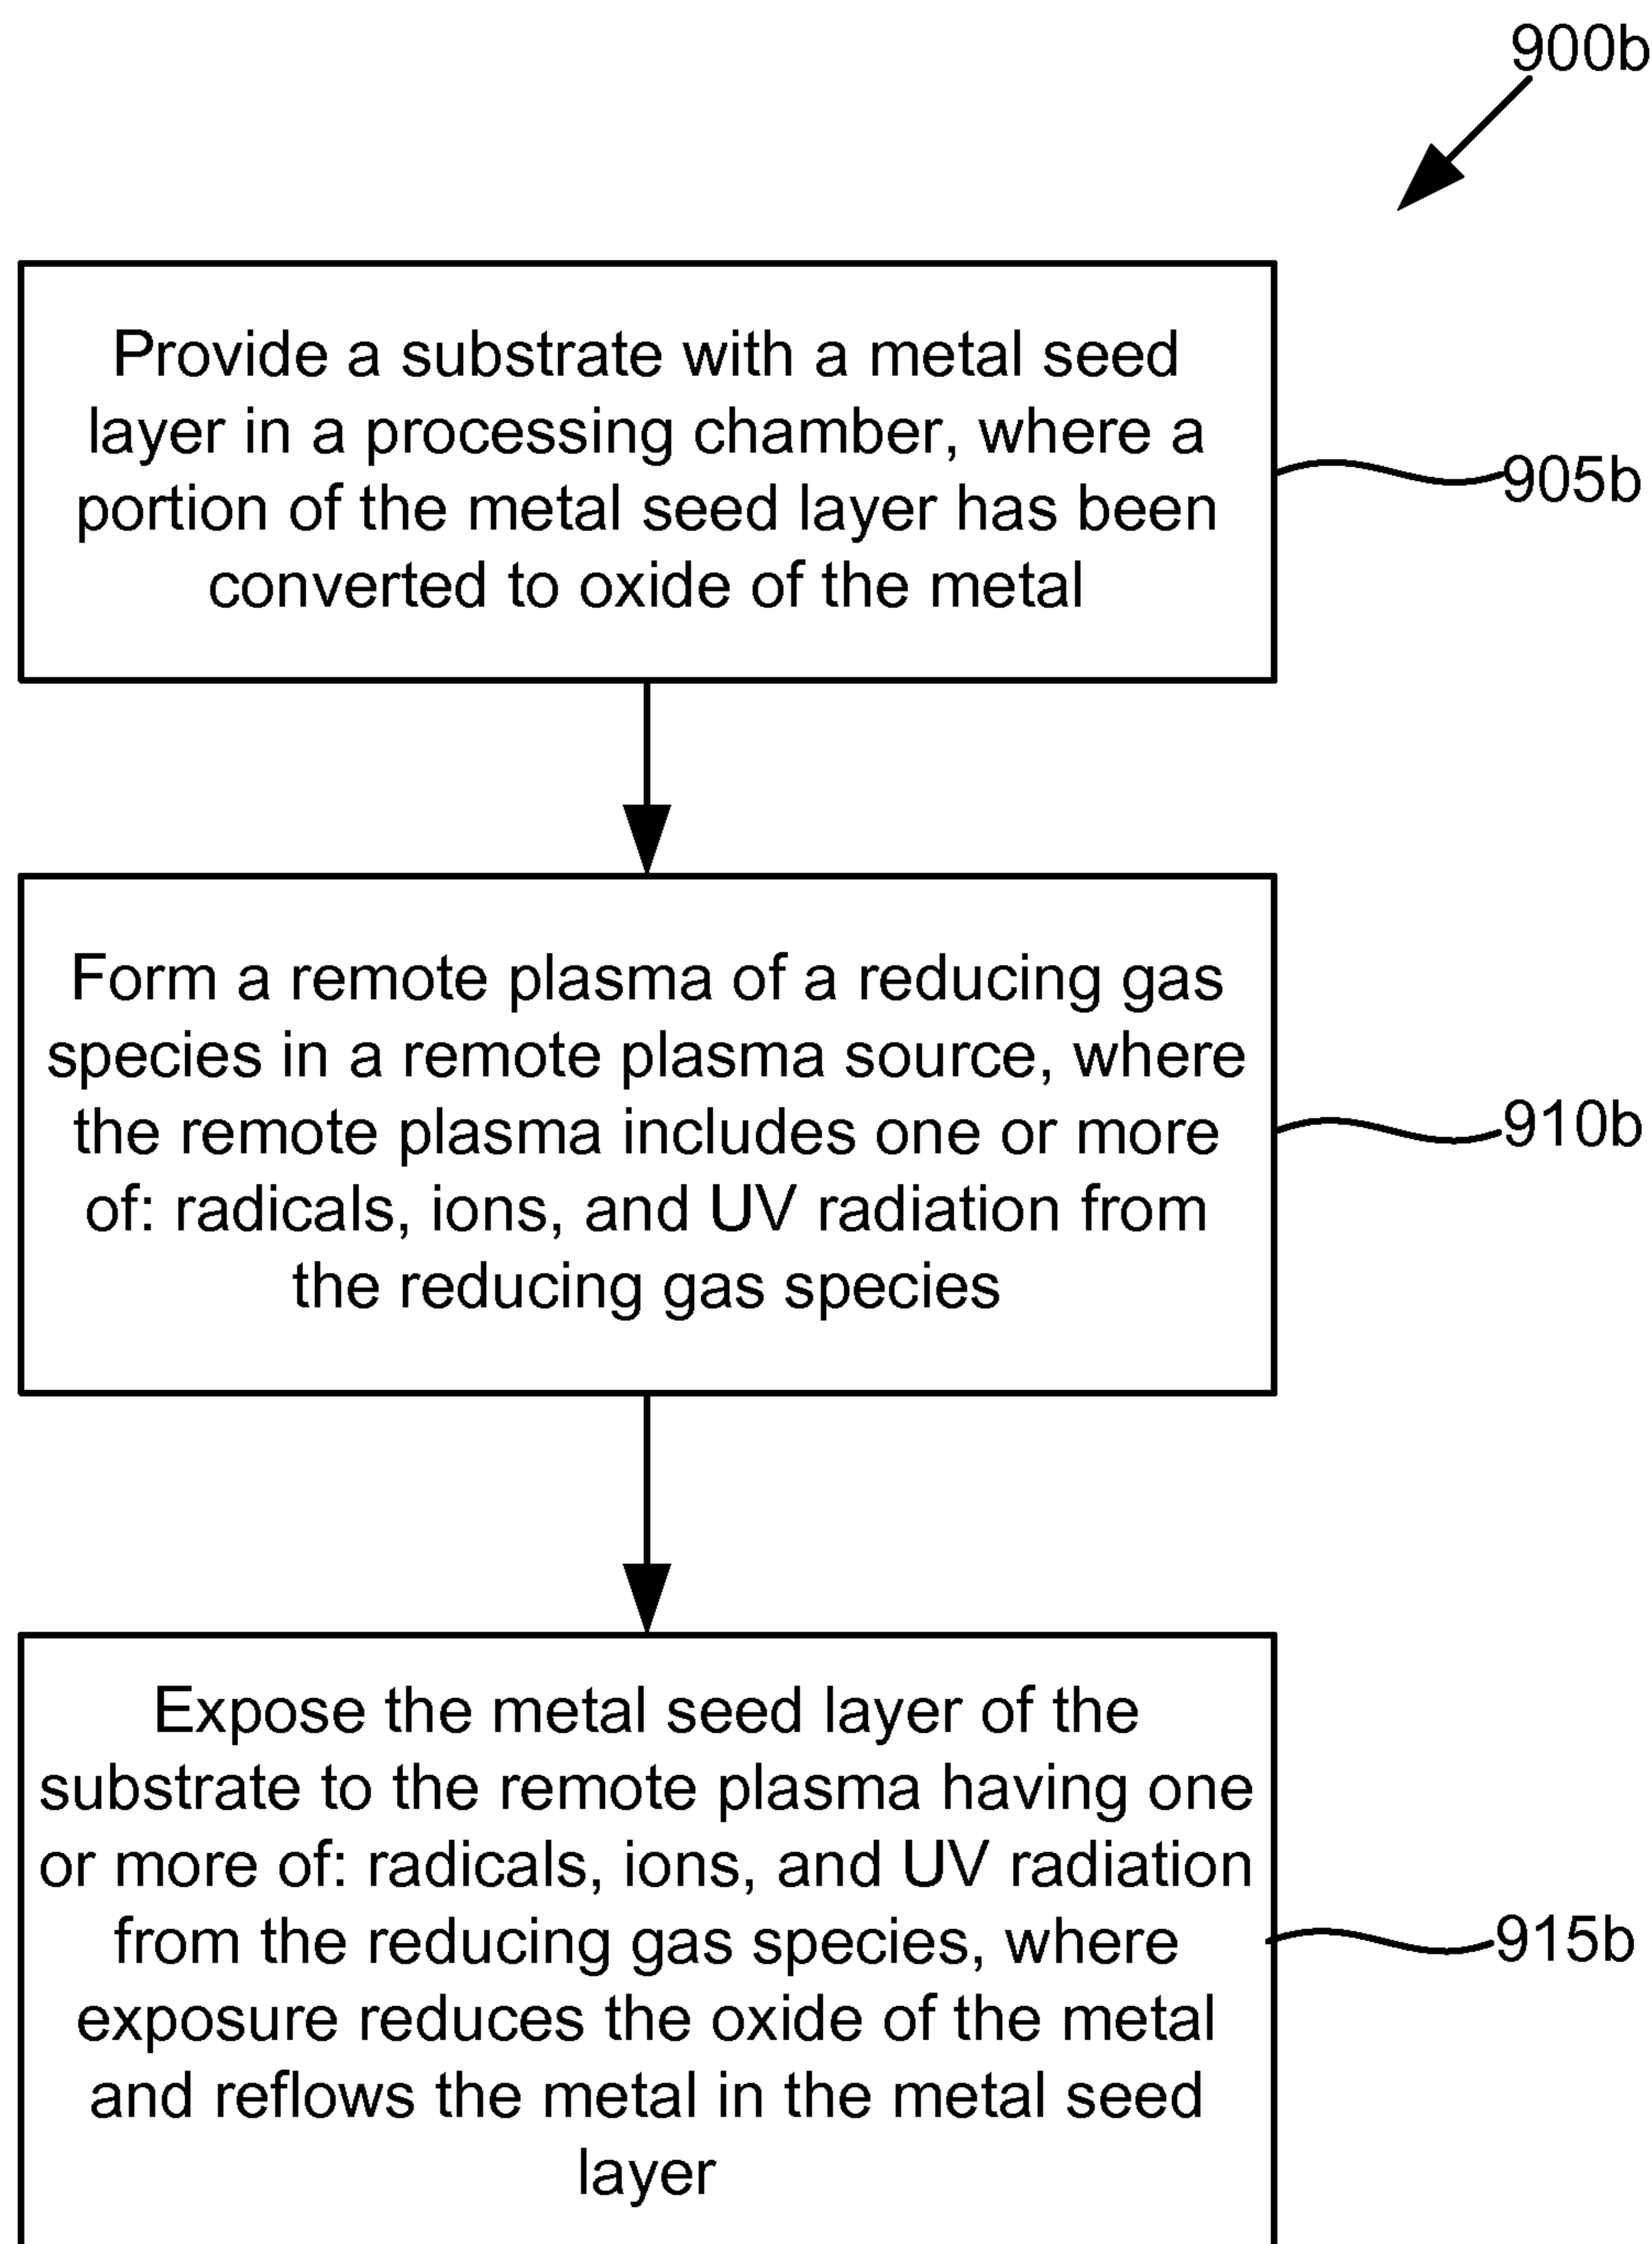 900b
Provide a substrate with a metal seed
layer in a processing chamber, where a
portion of the metal seed layer has been
converted to oxide of the metal
905b
Form a remote plasma of a reducing gas
species in a remote plasma source, where
the remote plasma includes one or more
of: radicals, ions, and UV radiation from
the reducing gas species
910b
Expose the metal seed layer of the
substrate to the remote plasma having one
or more of: radicals, ions, and UV radiation
from the reducing gas species, where
exposure reduces the oxide of the metal
and reflows the metal in the metal seed
layer
915b